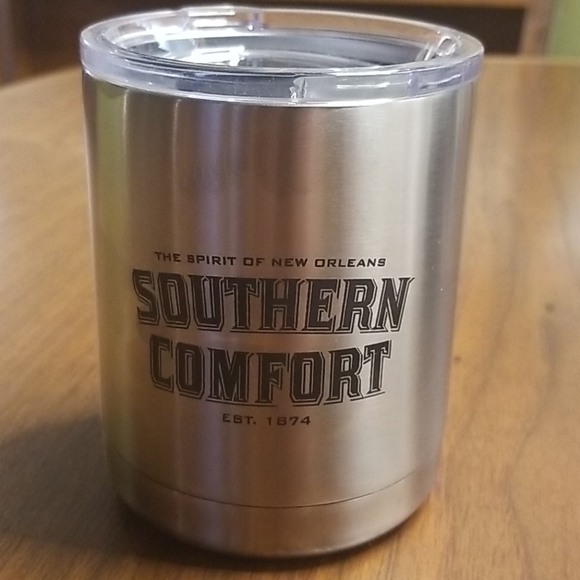 THE SPIRIT OF NEW ORLEANS
SOUTHERN
COMFORT
EST. 1874